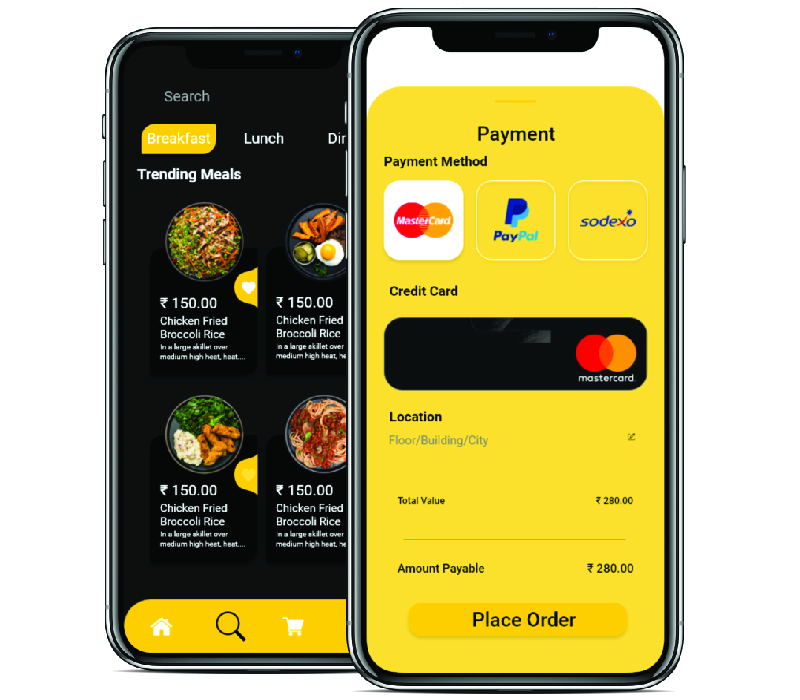 Search
Breakfast Lunch Din
Trending Meals
₹ 150.00
Chicken Fried
Broccoli Rice
In a large skillet over
medium high heat, heat....
₹ 150.00
Chicken Fried
Broccoli Rice
In a large skillet over
medium high heat, he
₹ 150.00
Chicken Fried
Broccoli Rice
In a large skillet over
medium high heat, heat....
₹ 150.00
Chicken Fried
Broccoli Rice
In a large skillet over
medium high heat, he
Payment
Payment Method
MasterCard
PayPal
sodexo
Credit Card
mastercard.
Location
Floor/Building/City
Total Value ₹ 280.00
Amount Payable ₹ 280.00
Place Order